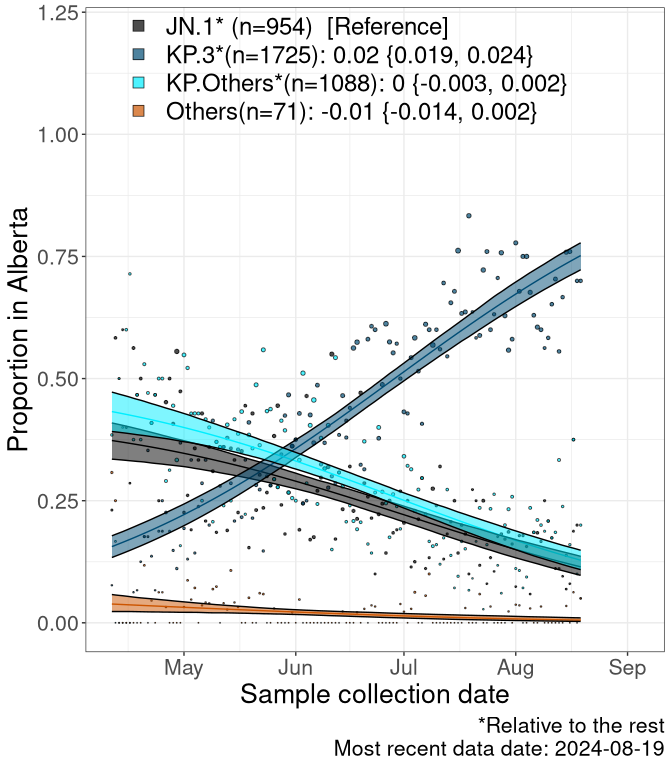 1.25
1.00
0.75
0.50
0.25
0.00
Proportion in Alberta
JN.1* (n=954)  [Reference]
KP.3*(n=1725): 0.02 {0.019, 0.024}
KP.Others*(n=1088): 0 {-0.003, 0.002}
Others(n=71): -0.01 {-0.014, 0.002}
May Jun Jul Aug Sep
Sample collection date
*Relative to the rest
Most recent data date: 2024-08-19